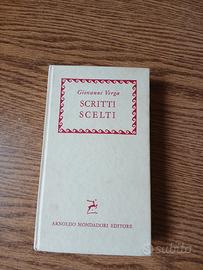 Giovanni Verga
SCRITTI
SCELTI
ARNOLDO MONDADORI EDITORE
subito